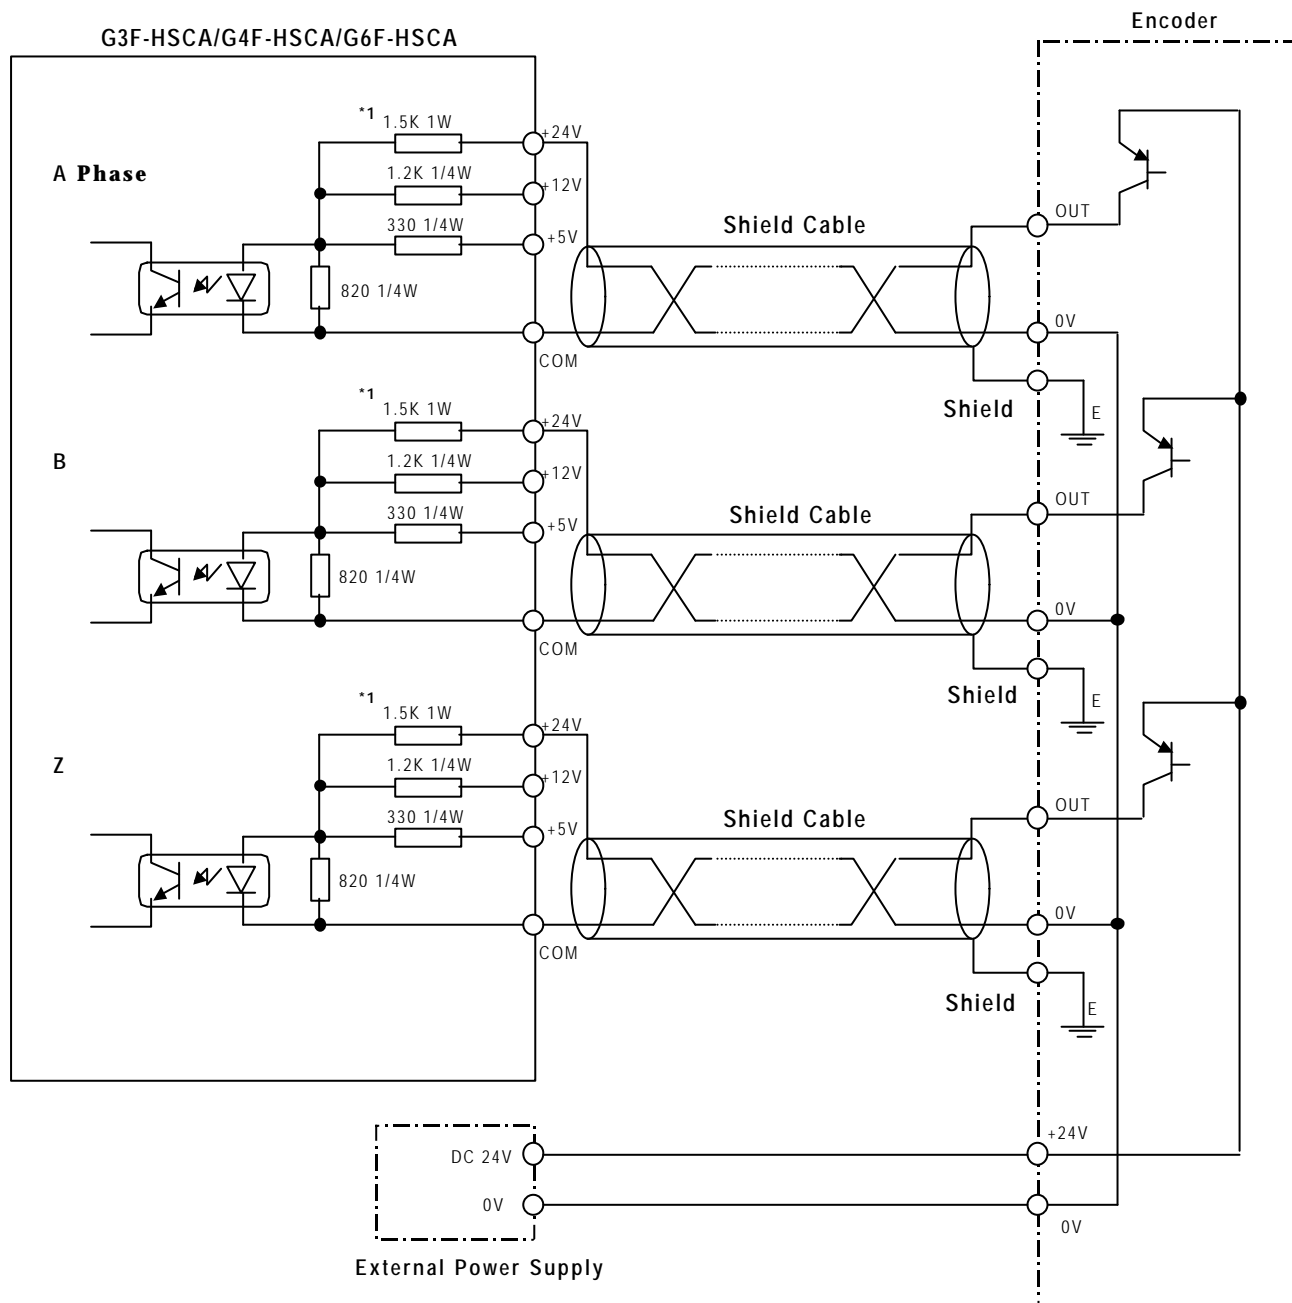 Encoder
G3F-HSCA/G4F-HSCA/G6F-HSCA
*1
1.5K 1W
+24V
A Phase
1.2K 1/4W
+12V
330 1/4W
+5V
Shield Cable
OUT
820 1/4W
COM
0V
Shield
E
*1
1.5K 1W
+24V
B
1.2K 1/4W
+12V
330 1/4W
+5V
Shield Cable
OUT
820 1/4W
COM
0V
Shield
E
*1
1.5K 1W
+24V
Z
1.2K 1/4W
+12V
330 1/4W
+5V
Shield Cable
OUT
820 1/4W
COM
0V
Shield
E
DC 24V
+24V
0V
0V
External Power Supply